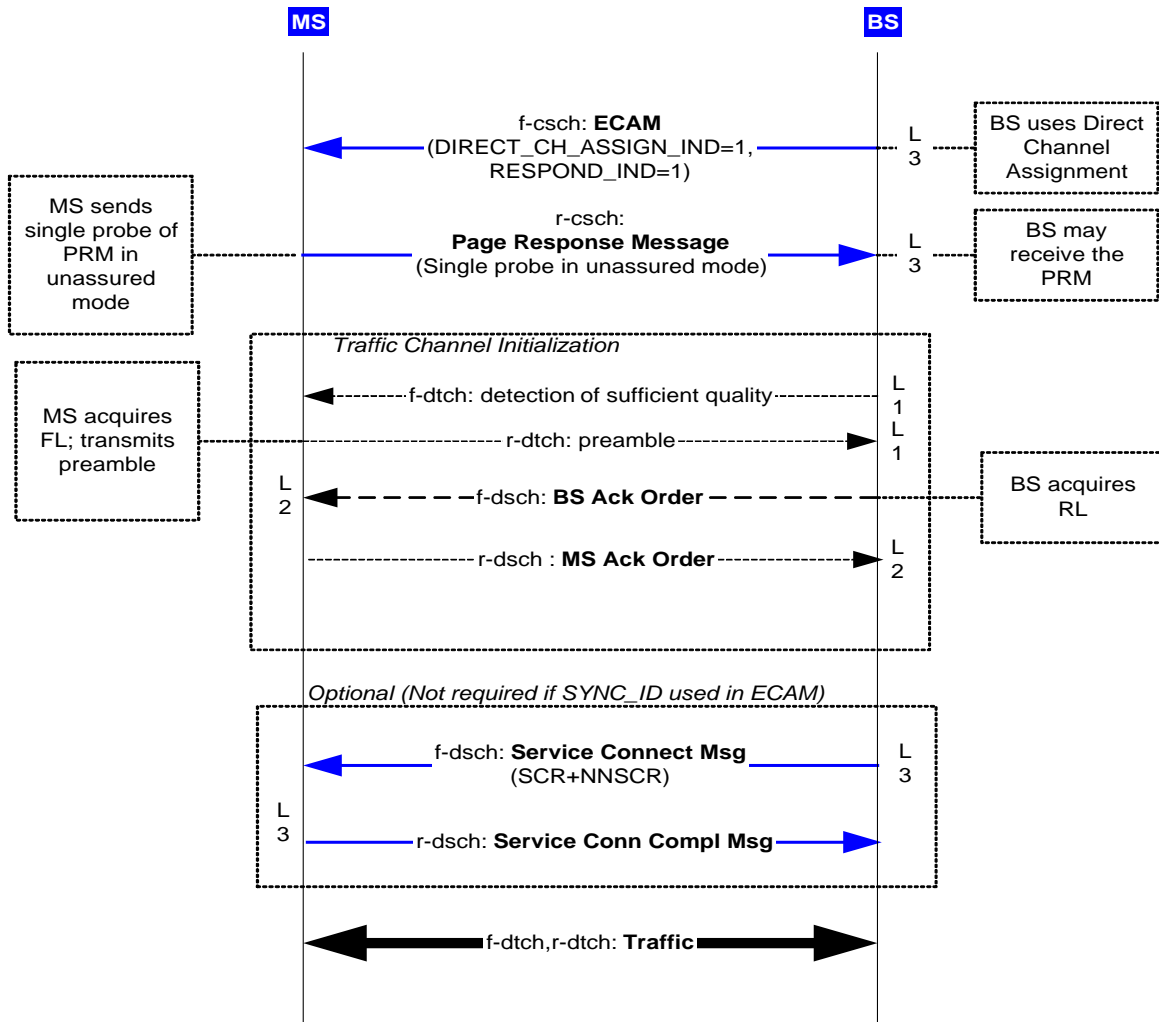 MS
BS
f-csch: ECAM
(DIRECT_CH_ASSIGN_IND=1,
RESPOND_IND=1)
L
3
BS uses Direct
Channel
Assignment
MS sends
single probe of
PRM in
unassured
mode
r-csch:
Page Response Message
(Single probe in unassured mode)
L
3
BS may
receive the
PRM
Traffic Channel Initialization
MS acquires
FL; transmits
preamble
f-dtch: detection of sufficient quality
L
1
r-dtch: preamble
L
1
L
2
f-dsch: BS Ack Order
BS acquires
RL
r-dsch : MS Ack Order
L
2
Optional (Not required if SYNC_ID used in ECAM)
f-dsch: Service Connect Msg
(SCR+NNSCR)
L
3
L
3
r-dsch: Service Conn Compl Msg
f-dtch,r-dtch: Traffic